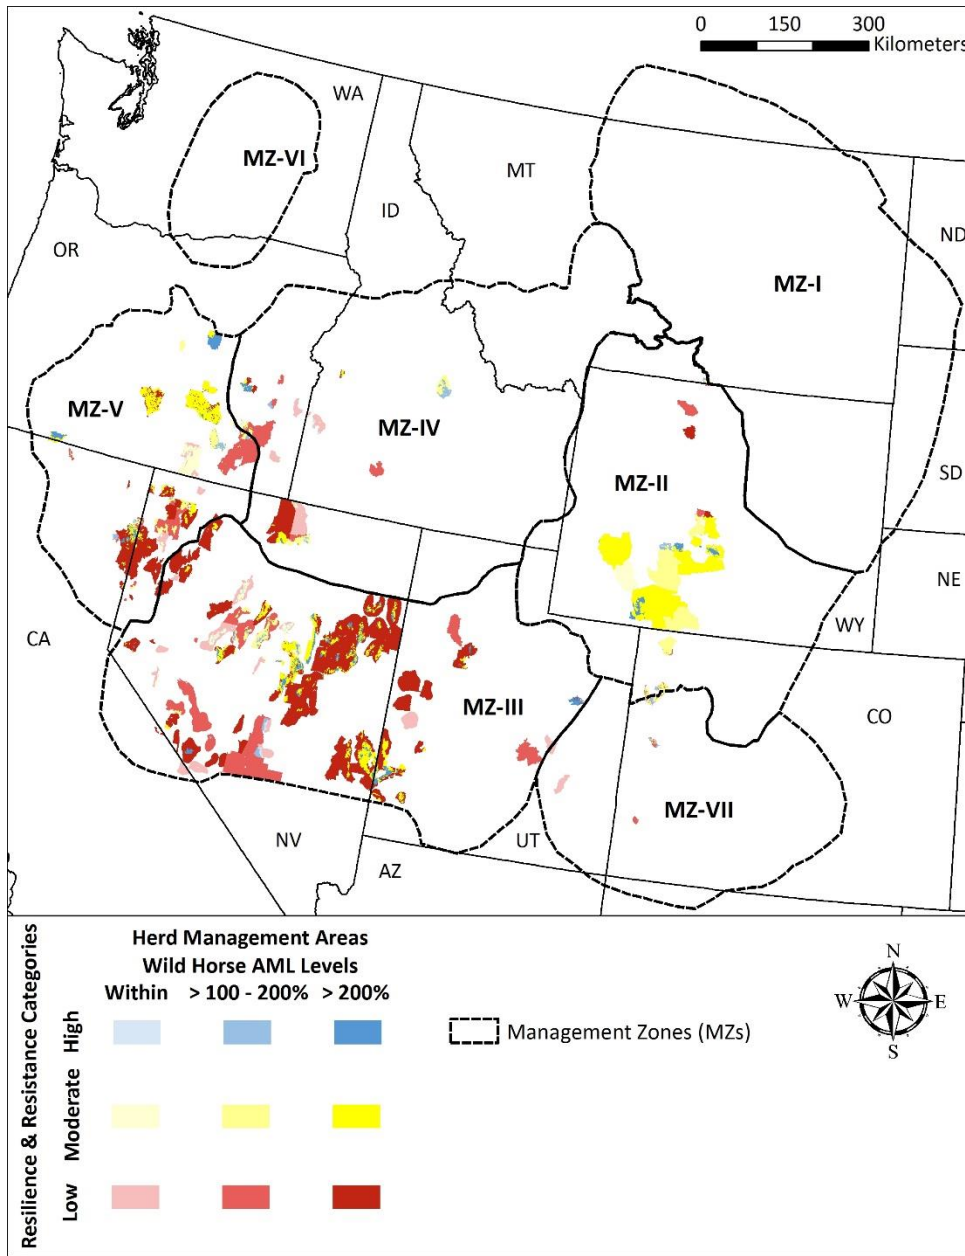 0 150 300
Kilometers
WA
MZ-VI
MT
ID
ND
OR
MZ-I
MZ-V
MZ-IV
SD
MZ-II
NE
WY
CA
MZ-III
CO
MZ-VII
NV
UT
AZ
Resilience & Resistance Categories
Herd Management Areas
Wild Horse AML Levels
Within > 100 - 200% > 200%
High
Moderate
Low
Management Zones (MZs)
N
W E
S